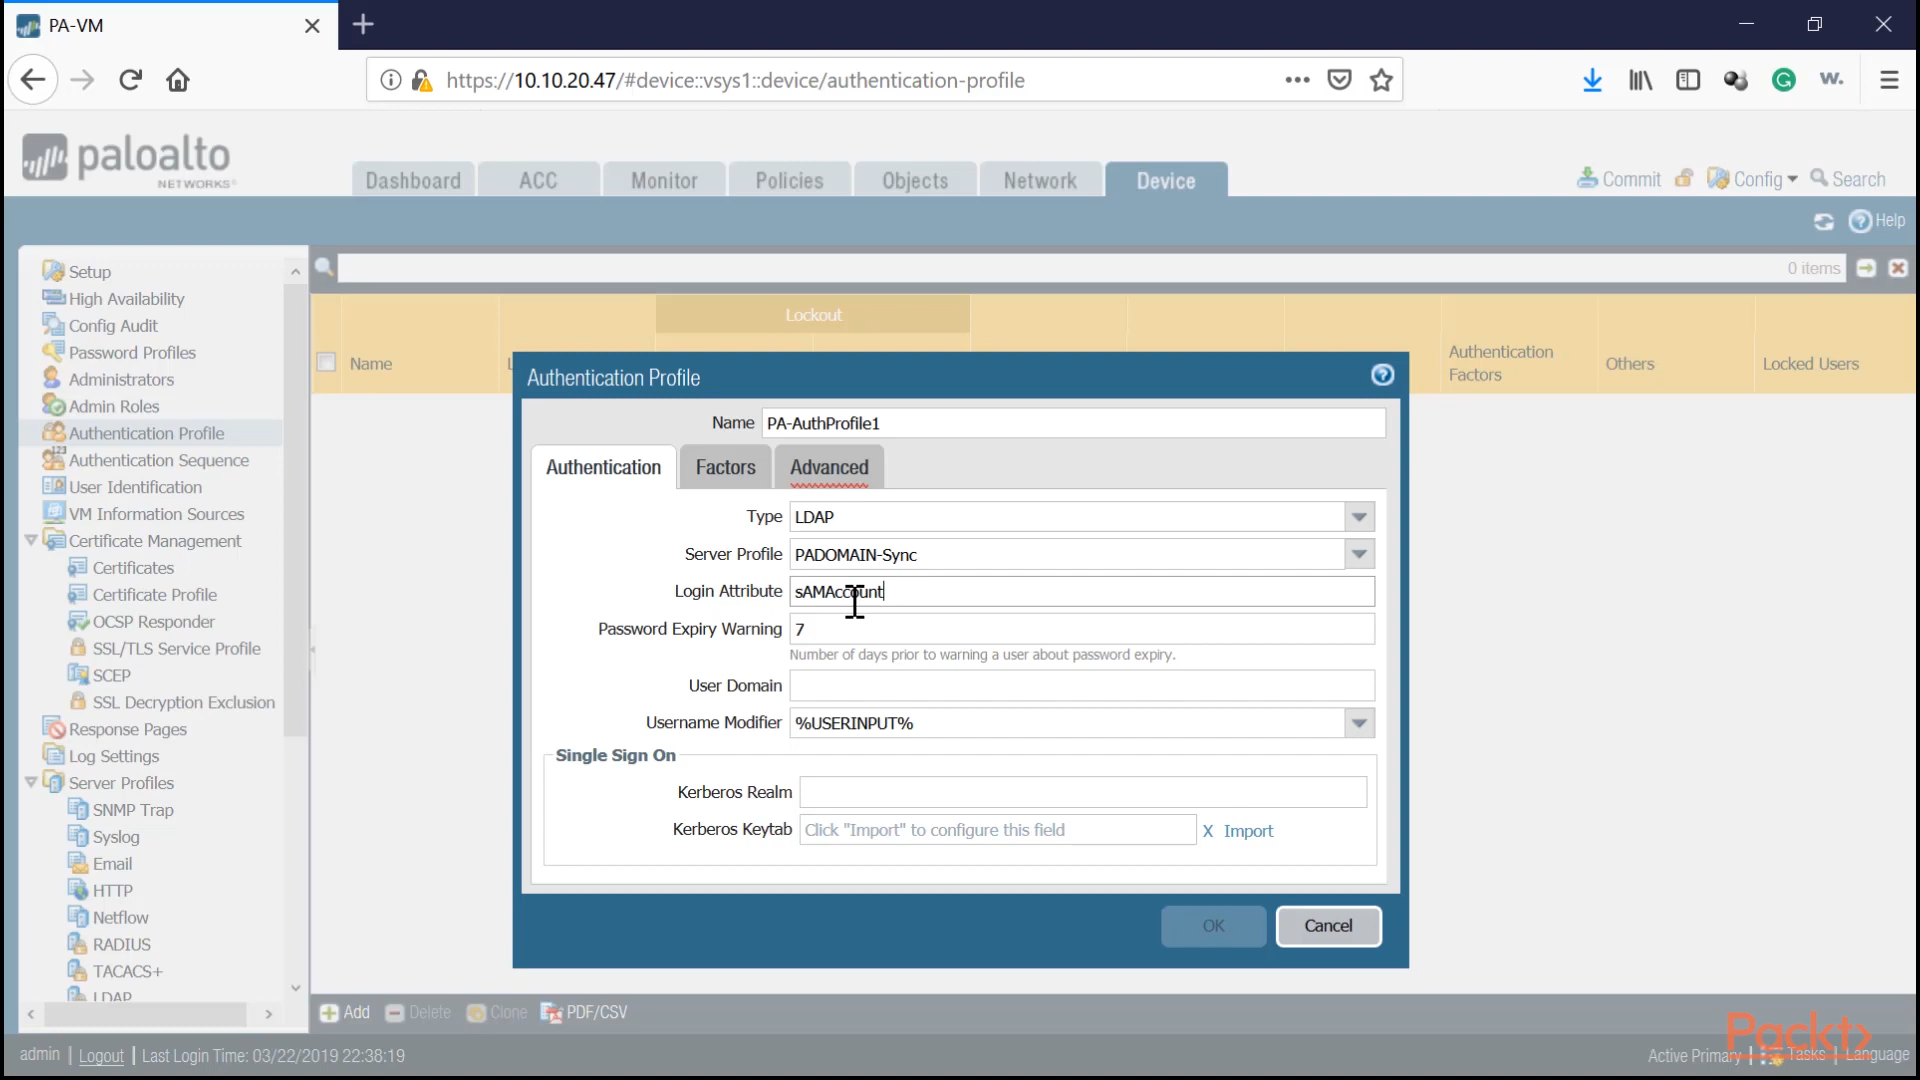 PA-VM
https://10.10.20.47/#device::vsys1::device/authentication-profile
w.
paloalto
NETWORKS
Dashboard
ACC
Monitor
Policies
Objects
Network
Device
Commit
Config
Search
Help
Setup
High Availability
Config Audit
Password Profiles
Administrators
Admin Roles
Authentication Profile
Authentication Sequence
User Identification
VM Information Sources
Certificate Management
Certificates
Certificate Profile
OCSP Responder
SSL/TLS Service Profile
SCEP
SSL Decryption Exclusion
Response Pages
Log Settings
Server Profiles
SNMP Trap
Syslog
Email
HTTP
Netflow
RADIUS
TACACS+
LDAP
0 items
Lockout
Name
Authentication
Factors
Others
Locked Users
Authentication Profile
Name PA-AuthProfile1
Authentication Factors Advanced
Type LDAP
Server Profile PADOMAIN-Sync
Login Attribute sAMAccount
Password Expiry Warning 7
Number of days prior to warning a user about password expiry.
User Domain
Username Modifier %USERINPUT%
Single Sign On
Kerberos Realm
Kerberos Keytab Click "Import" to configure this field X Import
OK Cancel
Add Delete Clone PDF/CSV
admin | Logout | Last Login Time: 03/22/2019 22:38:19
Active Primary | Tasks | Language
Packt>